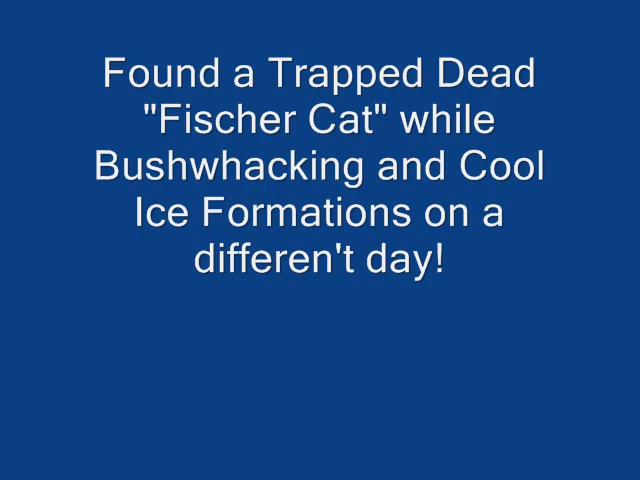 Found a Trapped Dead
"Fischer Cat" while
Bushwhacking and Cool
Ice Formations on a
differen't day!